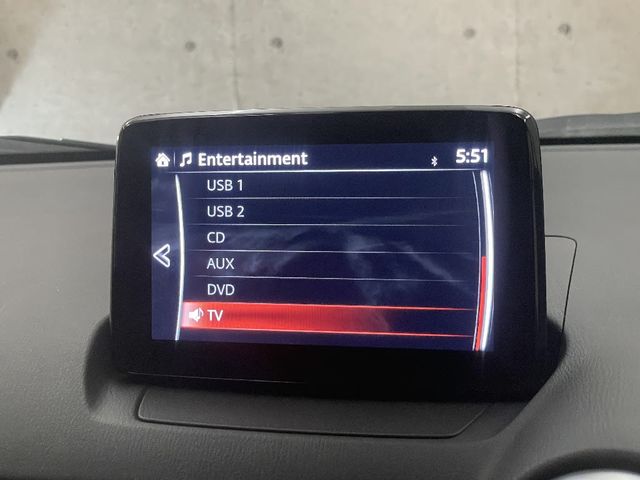 Entertainment 5:51
USB 1
USB 2
CD
AUX
DVD
TV